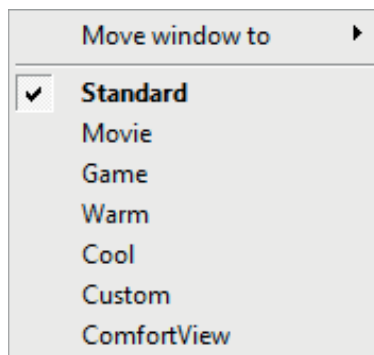 Move window to
Standard
Movie
Game
Warm
Cool
Custom
ComfortView